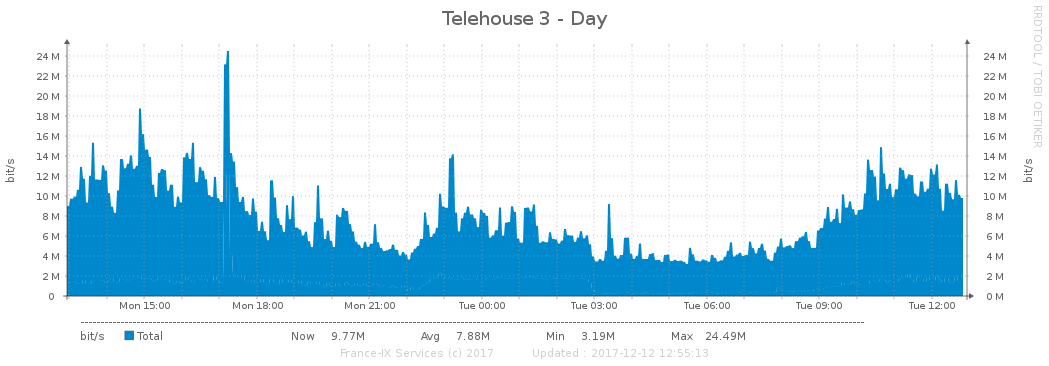 Telehouse 3 - Day
RRDTOOL / TOBI OETIKER
24 M 24 M
22 M 22 M
20 M 20 M
18 M 18 M
16 M 16 M
14 M 14 M
12 M 12 M
10 M 10 M
8 M 8 M
6 M 6 M
4 M 4 M
2 M 2 M
0 0 M
bit/s bit/s
Mon 15:00 Mon 18:00 Mon 21:00 Tue 00:00 Tue 03:00 Tue 06:00 Tue 09:00 Tue 12:00
bit/s Total Now 9.77M Avg 7.88M Min 3.19M Max 24.49M
France-IX Services (c) 2017 Updated : 2017-12-12 12:55:13